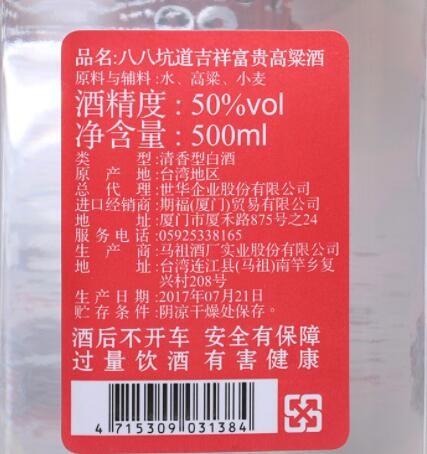 品名:八八坑道吉祥富贵高粱酒
原料与辅料:水、高粱、小麦
酒精度:50%vol
净含量:500ml
类 型:清香型白酒
原 产 地:台湾地区
总 代 理:世华企业股份有限公司
进口经销商:期福(厦门)贸易有限公司
地 址:厦门市厦禾路875号之24
服务电话:05925338165
生 产 商:马祖酒厂实业股份有限公司
地 址:台湾连江县(马祖)南竿乡复
兴村208号
生产日期:2017年07月21日
贮存条件:阴凉干燥处保存。
酒后不开车 安全有保障
过量饮酒 有害健康
4 715309 031384